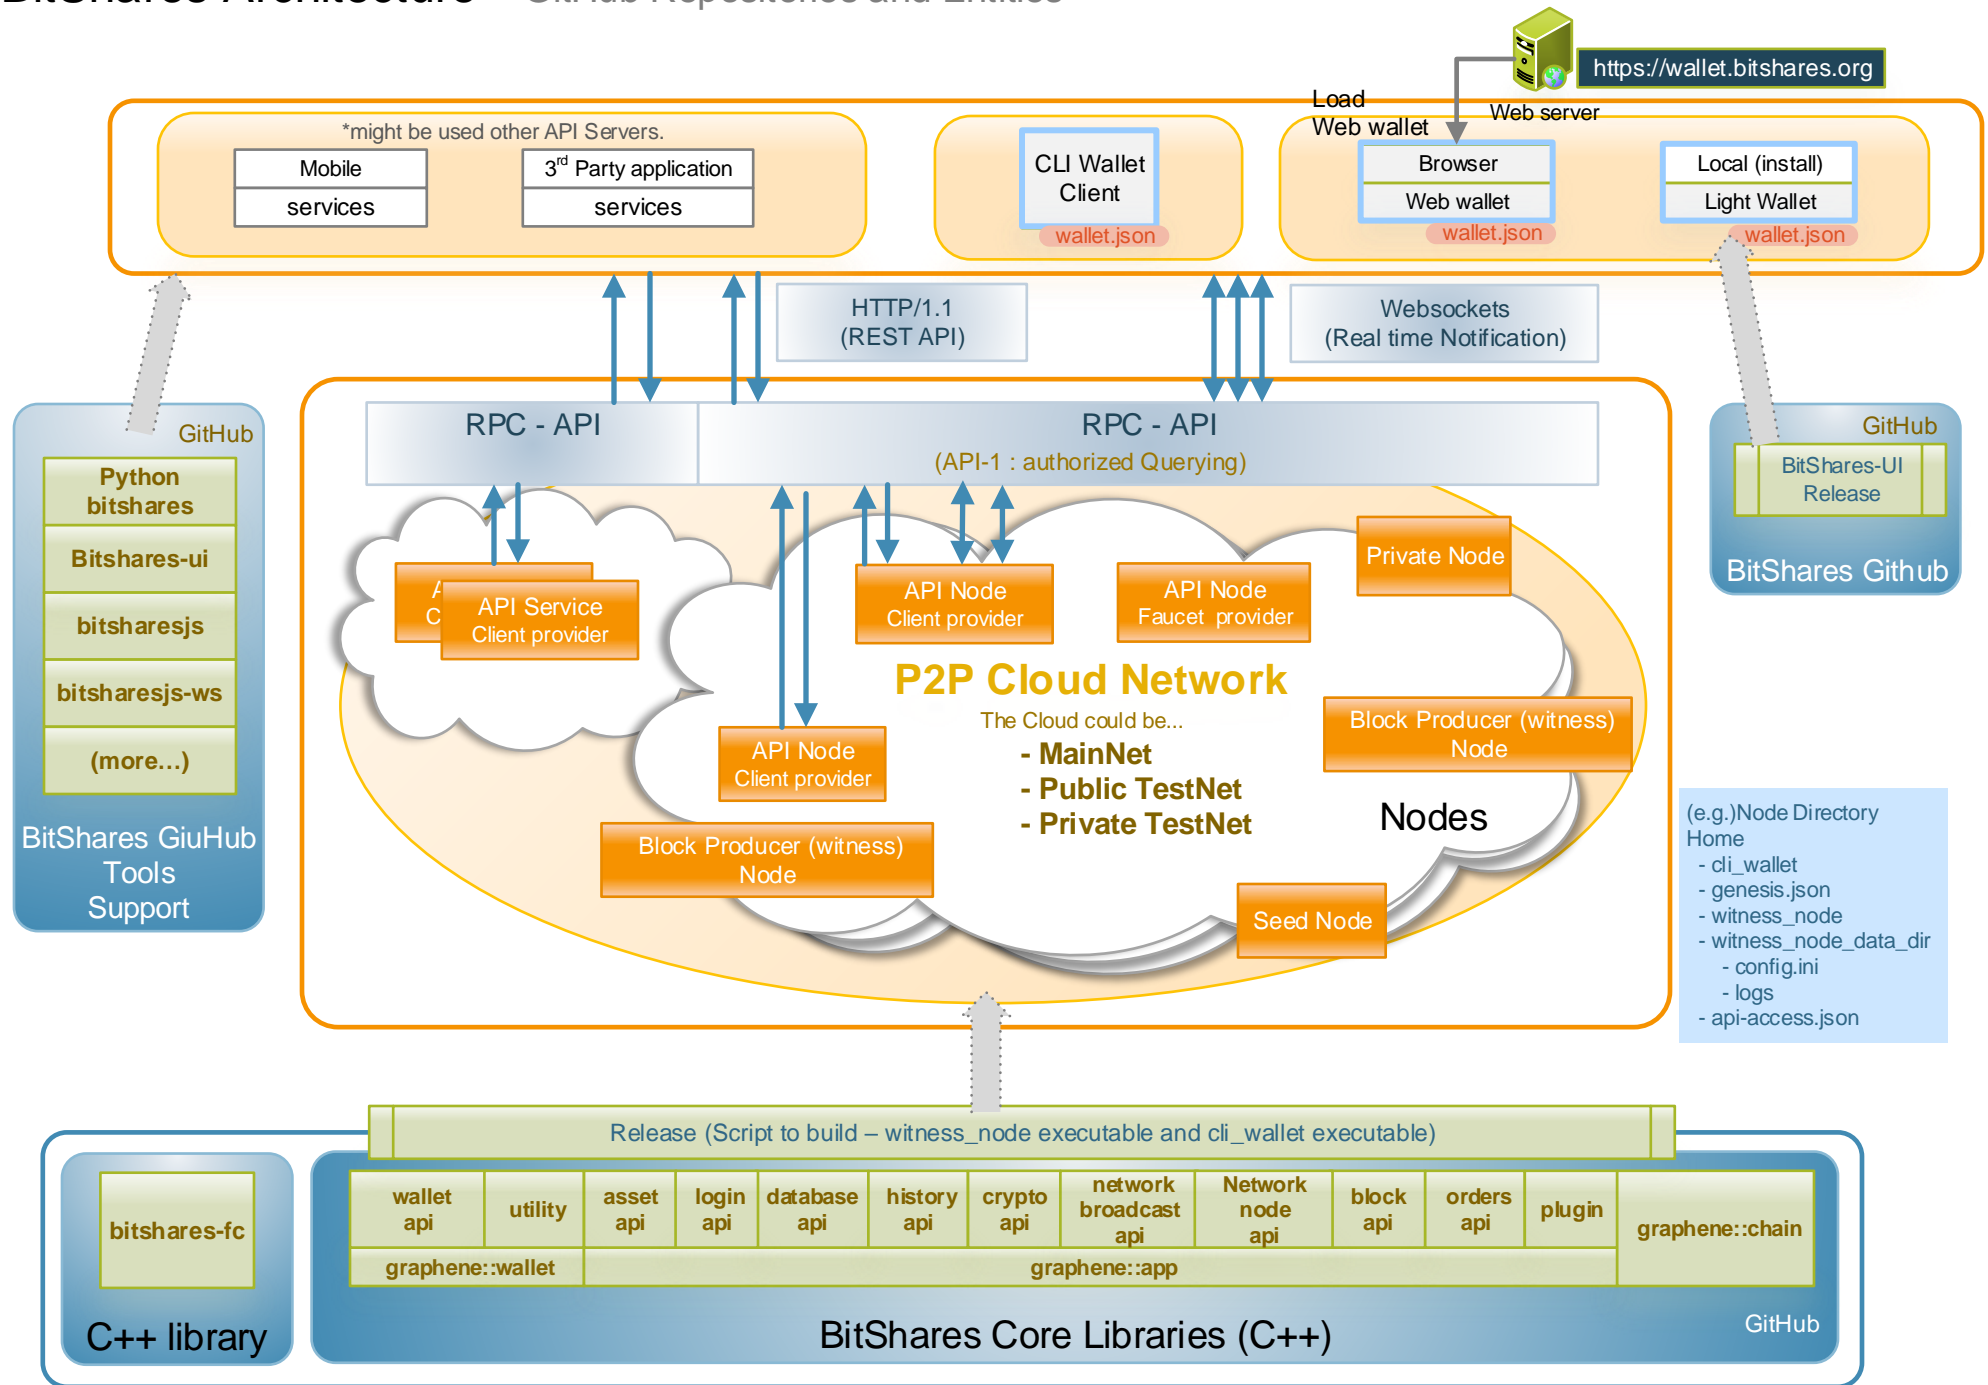 BitShares Architecture - GitHub Repositories and Entities
https://wallet.bitshares.org
Load
Web wallet
Web server
*might be used other API Servers.
Mobile
services
3rd Party application
services
CLI Wallet
Client
wallet.json
Browser
Web wallet
wallet.json
Local (install)
Light Wallet
wallet.json
HTTP/1.1
(REST API)
Websockets
(Real time Notification)
GitHub
Python
bitshares
Bitshares-ui
bitsharesjs
bitsharesjs-ws
(more...)
BitShares GiuHub
Tools
Support
RPC - API
RPC - API
(API-1 : authorized Querying)
GitHub
BitShares-UI
Release
BitShares Github
API Service
Client provider
API Node
Client provider
API Node
Faucet provider
Private Node
P2P Cloud Network
The Cloud could be...
- MainNet
- Public TestNet
- Private TestNet
API Node
Client provider
Block Producer (witness)
Node
Nodes
Block Producer (witness)
Node
Seed Node
(e.g.)Node Directory
Home
- cli_wallet
- genesis.json
- witness_node
- witness_node_data_dir
- config.ini
- logs
- api-access.json
Release (Script to build – witness_node executable and cli_wallet executable)
bitshares-fc
C++ library
wallet
api
utility
asset
api
login
api
database
api
history
api
crypto
api
network
broadcast
api
Network
node
api
block
api
orders
api
plugin
graphene::chain
graphene::wallet
graphene::app
BitShares Core Libraries (C++)
GitHub